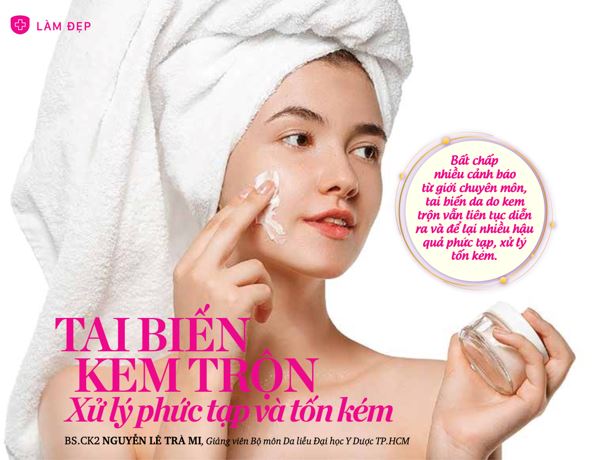 LÀM ĐẸP
Bất chấp
nhiều cảnh báo
từ giới chuyên môn,
tai biến da do kem
trộn vẫn liên tục diễn
ra và để lại nhiều hậu
quả phức tạp, xử lý
tốn kém.
TAI BIẾN
KEM TRỘN
Xử lý phức tạp và tốn kém
BS.CK2 NGUYỄN LÊ TRÀ MI, Giảng viên Bộ môn Da liễu Đại học Y Dược TP.HCM